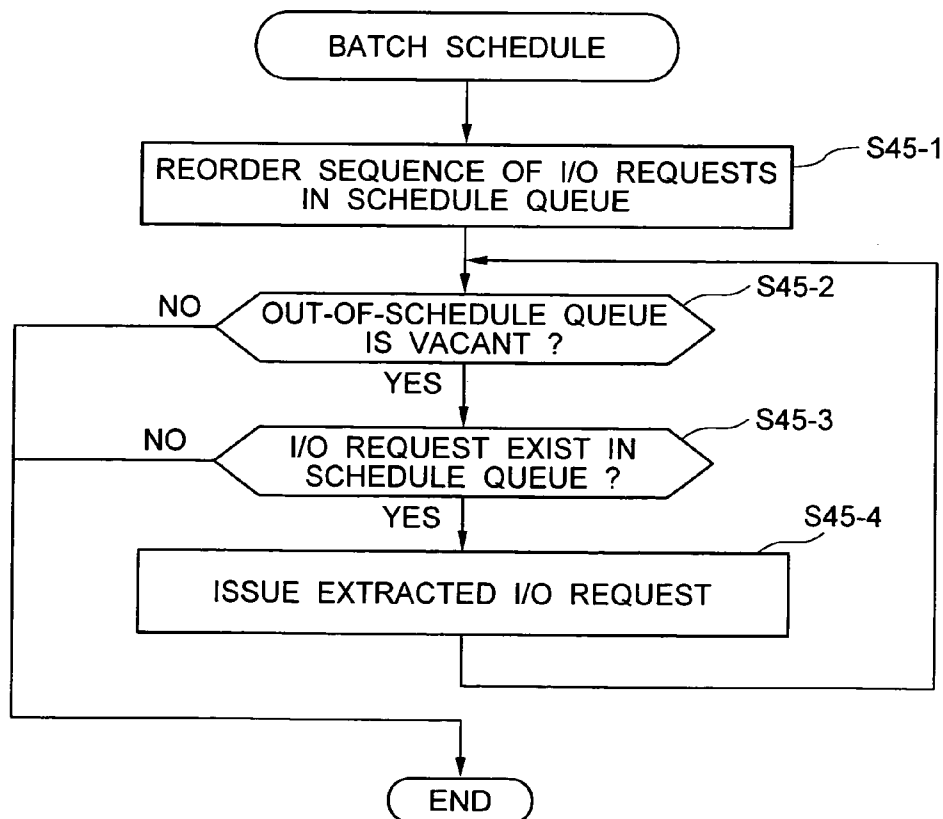 BATCH SCHEDULE
S45-1
REORDER SEQUENCE OF I/O REQUESTS
IN SCHEDULE QUEUE
S45-2
NO
OUT-OF-SCHEDULE QUEUE
IS VACANT ?
YES
S45-3
NO
I/O REQUEST EXIST IN
SCHEDULE QUEUE ?
YES
S45-4
ISSUE EXTRACTED I/O REQUEST
END